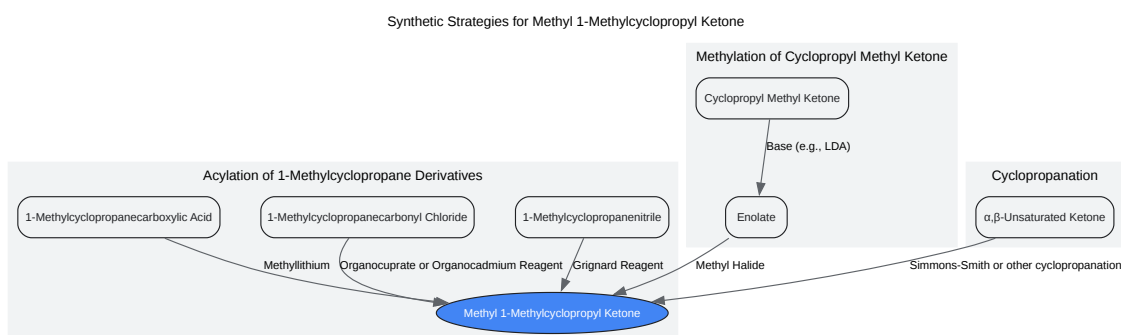 Synthetic Strategies for Methyl 1-Methylcyclopropyl Ketone
Methylation of Cyclopropyl Methyl Ketone
Cyclopropyl Methyl Ketone
Base (e.g., LDA)
Acylation of 1-Methylcyclopropane Derivatives
Cyclopropanation
1-Methylcyclopropanecarboxylic Acid
1-Methylcyclopropanecarbonyl Chloride
1-Methylcyclopropanenitrile
Enolate
α,β-Unsaturated Ketone
Methyllithium
Organocuprate or Organocadmium Reagent
Grignard Reagent
Methyl Halide
Simmons-Smith or other cyclopropanation
Methyl 1-Methylcyclopropyl Ketone